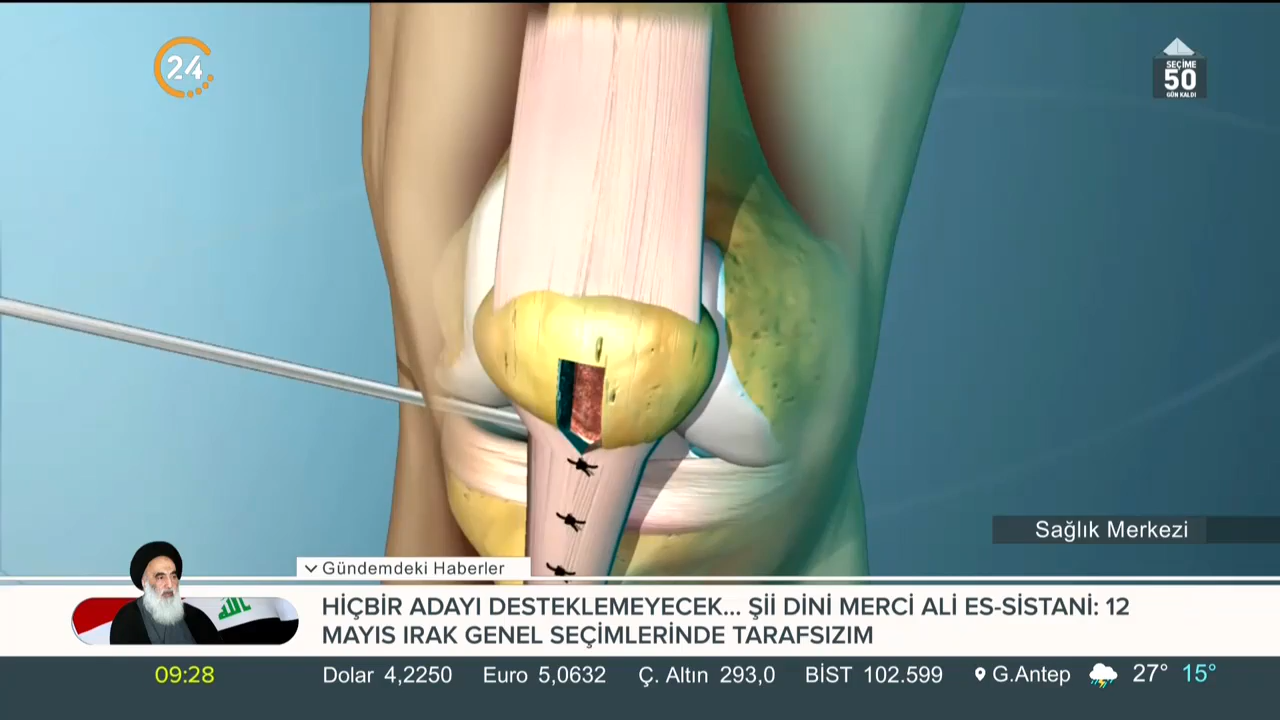 24
SEÇİME
50
GÜN KALDI
Sağlık Merkezi
Gündemdeki Haberler
HİÇBİR ADAYI DESTEKLEMEYECEK... Şİİ DİNİ MERCİ ALİ ES-SİSTANİ: 12
MAYIS IRAK GENEL SEÇİMLERİNDE TARAFSIZIM
09:28 Dolar 4,2250 Euro 5,0632 Ç. Altın 293,0 BİST 102.599 G.Antep 27° 15°